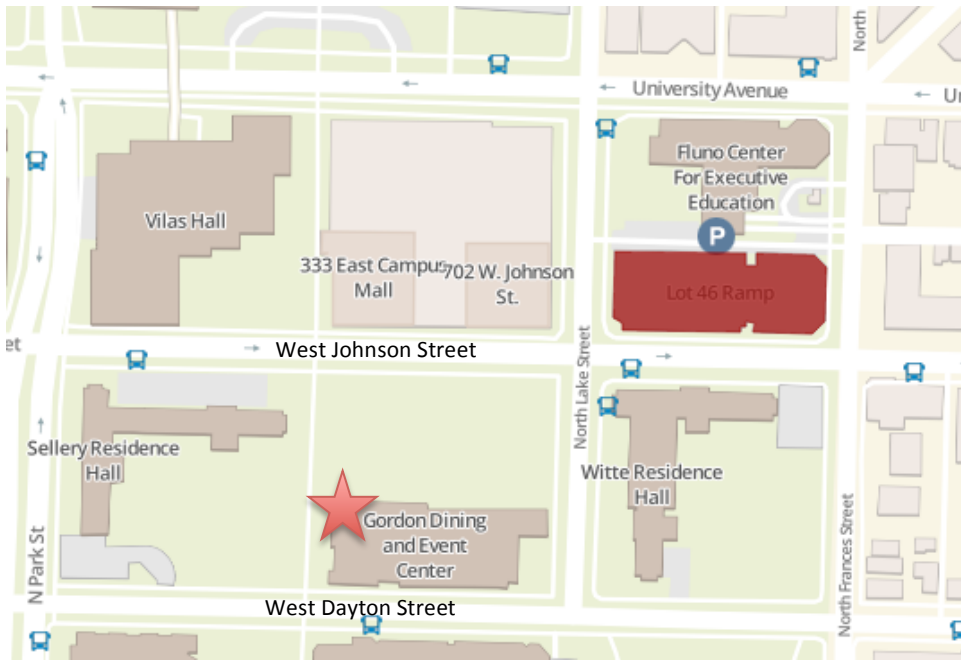 North
University Avenue
Fluno Center
For Executive
Education
Vilas Hall
P
333 East Campus
Mall
702 W. Johnson
St.
Lot 46 Ramp
West Johnson Street
North Lake Street
Sellery Residence
Hall
Witte Residence
Hall
Gordon Dining
and Event
Center
N Park St
North Frances Street
West Dayton Street